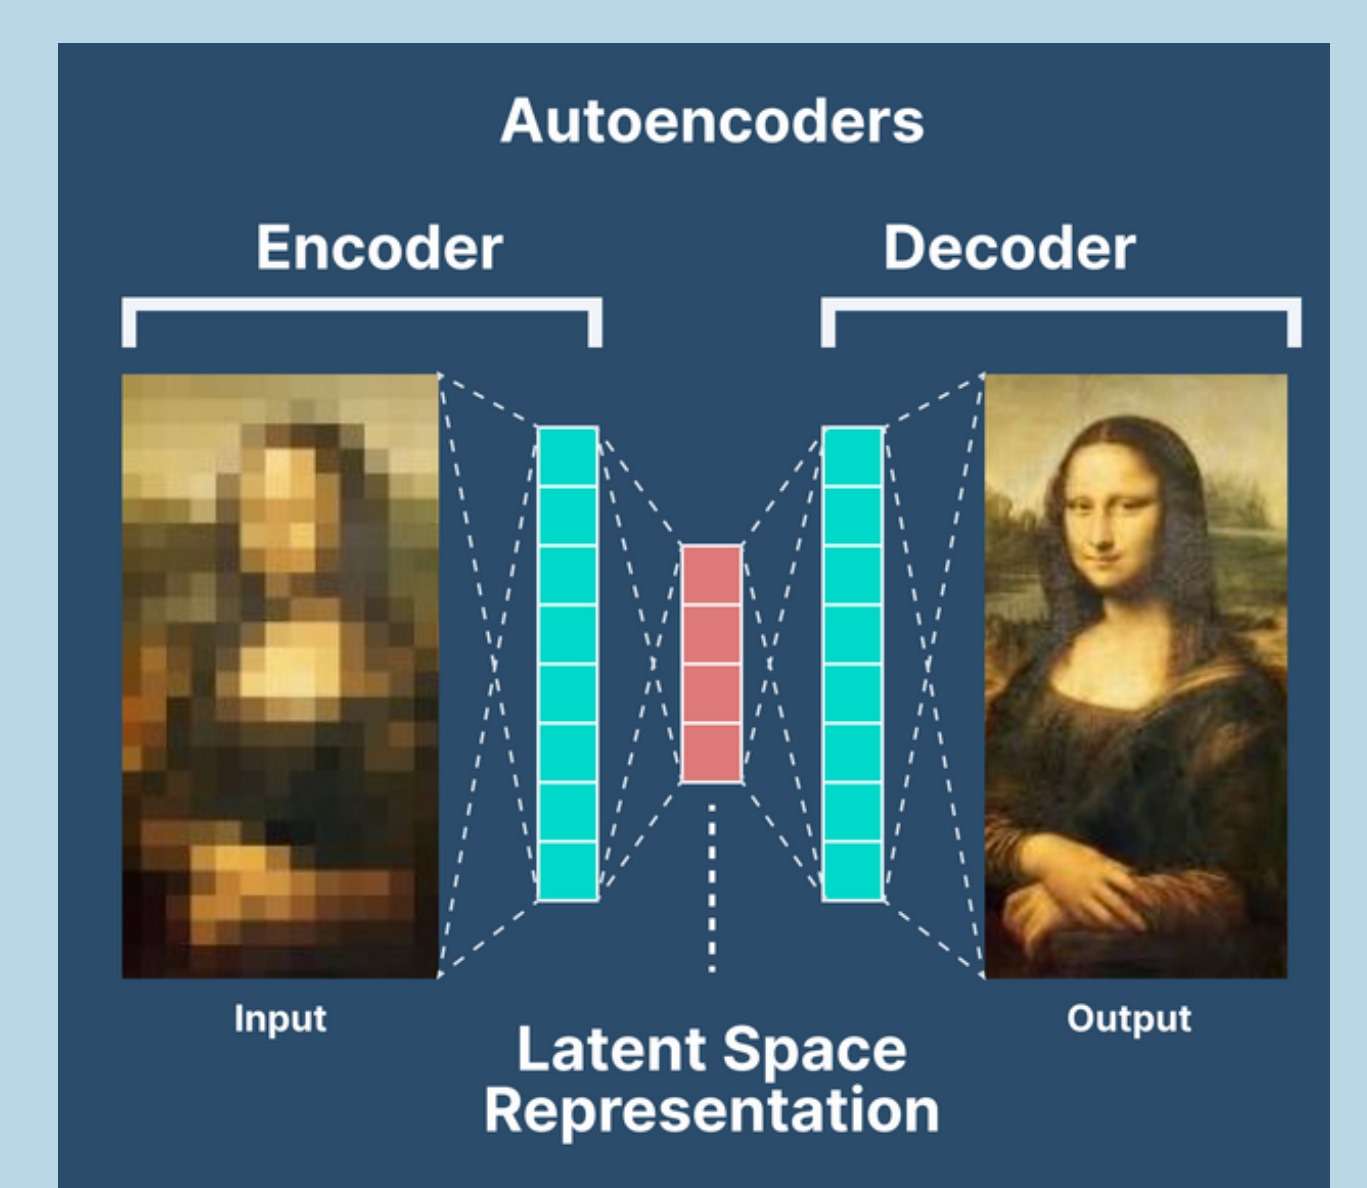 Autoencoders
Encoder
Decoder
Input
Output
Latent Space
Representation